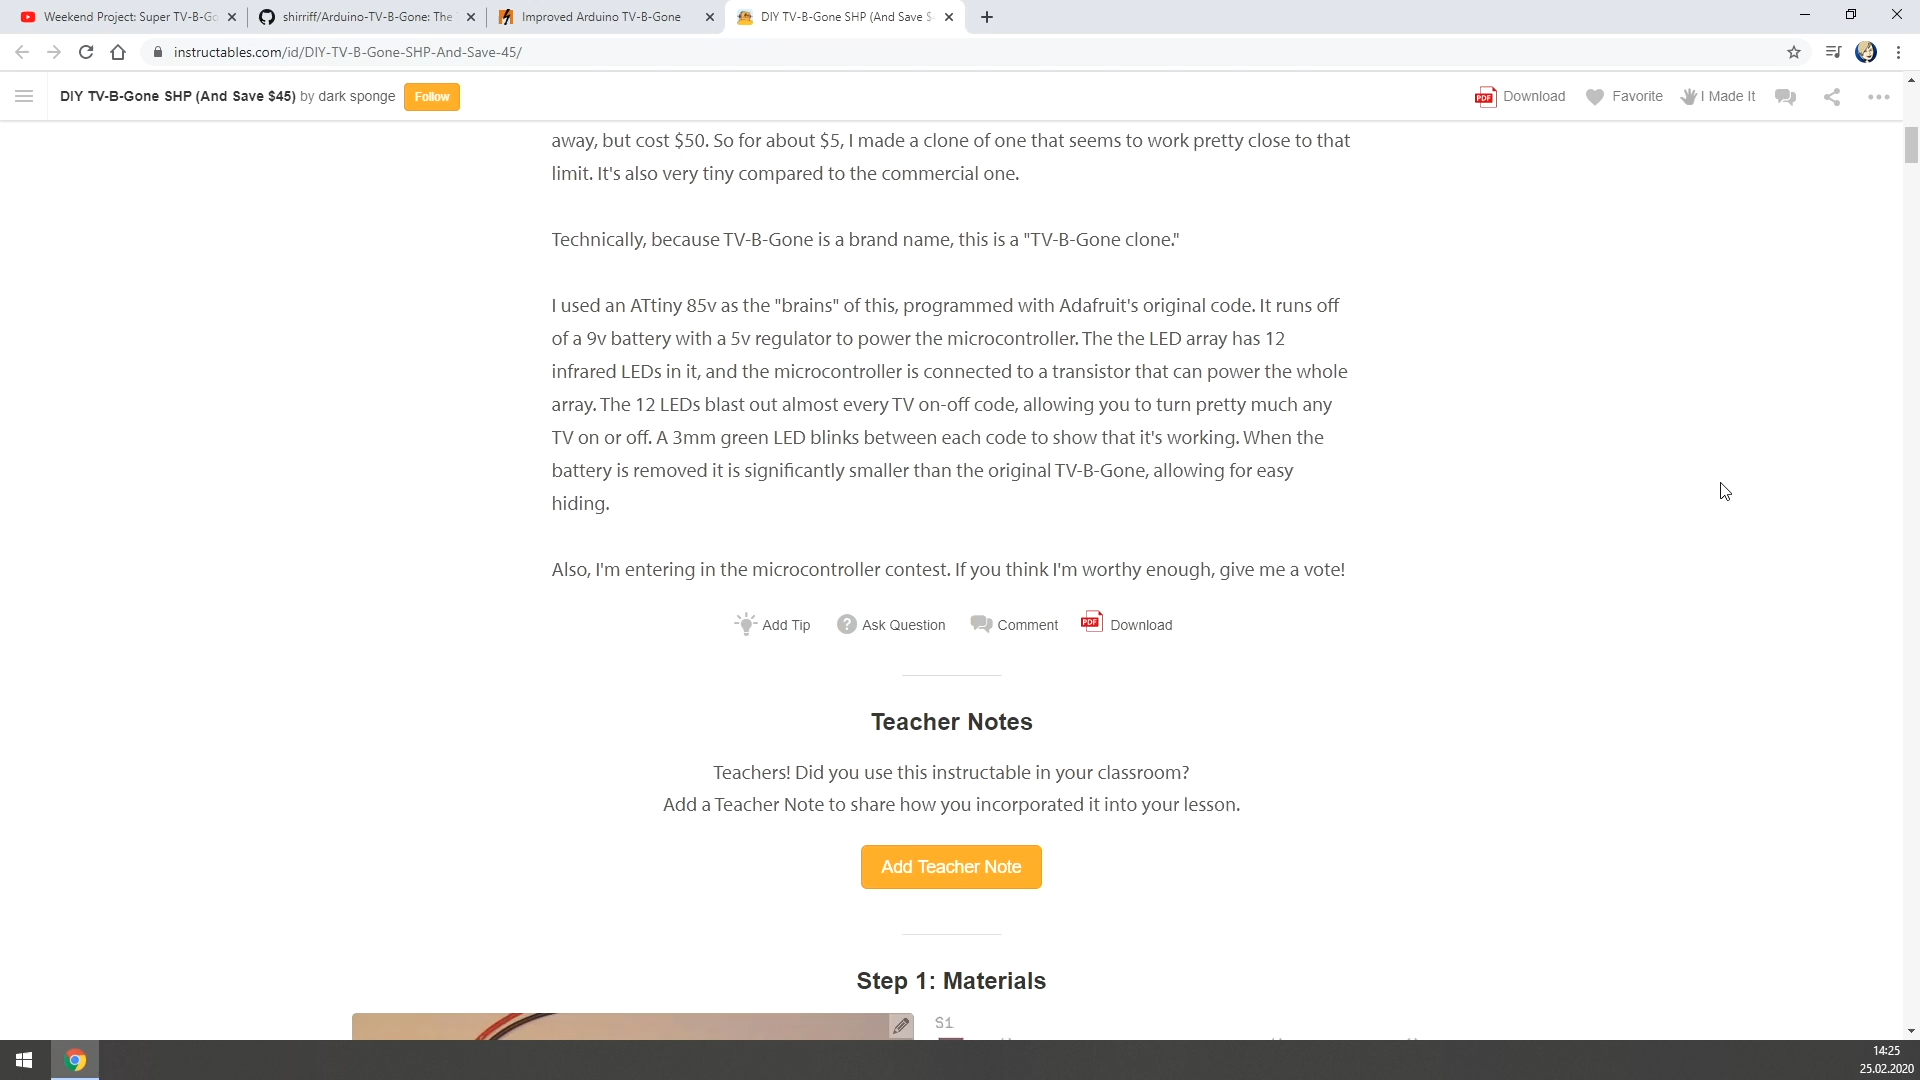 Weekend Project: Super TV-B-Go
shirriff/Arduino-TV-B-Gone: The
Improved Arduino TV-B-Gone
DIY TV-B-Gone SHP (And Save $
instructables.com/id/DIY-TV-B-Gone-SHP-And-Save-45/
DIY TV-B-Gone SHP (And Save $45) by dark sponge
Follow
PDF Download
Favorite
I Made It
away, but cost $50. So for about $5, I made a clone of one that seems to work pretty close to that
limit. It's also very tiny compared to the commercial one.
Technically, because TV-B-Gone is a brand name, this is a "TV-B-Gone clone."
I used an ATtiny 85v as the "brains" of this, programmed with Adafruit's original code. It runs off
of a 9v battery with a 5v regulator to power the microcontroller. The the LED array has 12
infrared LEDs in it, and the microcontroller is connected to a transistor that can power the whole
array. The 12 LEDs blast out almost every TV on-off code, allowing you to turn pretty much any
TV on or off. A 3mm green LED blinks between each code to show that it's working. When the
battery is removed it is significantly smaller than the original TV-B-Gone, allowing for easy
hiding.
Also, I'm entering in the microcontroller contest. If you think I'm worthy enough, give me a vote!
Add Tip
? Ask Question
Comment
PDF Download
Teacher Notes
Teachers! Did you use this instructable in your classroom?
Add a Teacher Note to share how you incorporated it into your lesson.
Add Teacher Note
Step 1: Materials
S1
14:25
25.02.2020